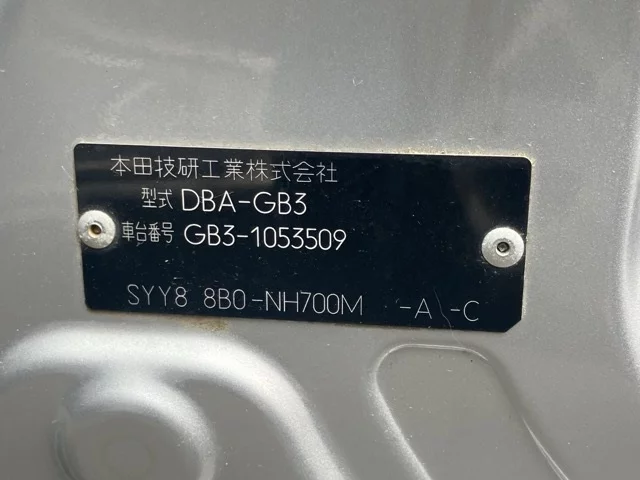 本田技研工業株式会社
型式 DBA-GB3
車台番号 GB3-1053509
SYY8 8B0-NH700M -A -C